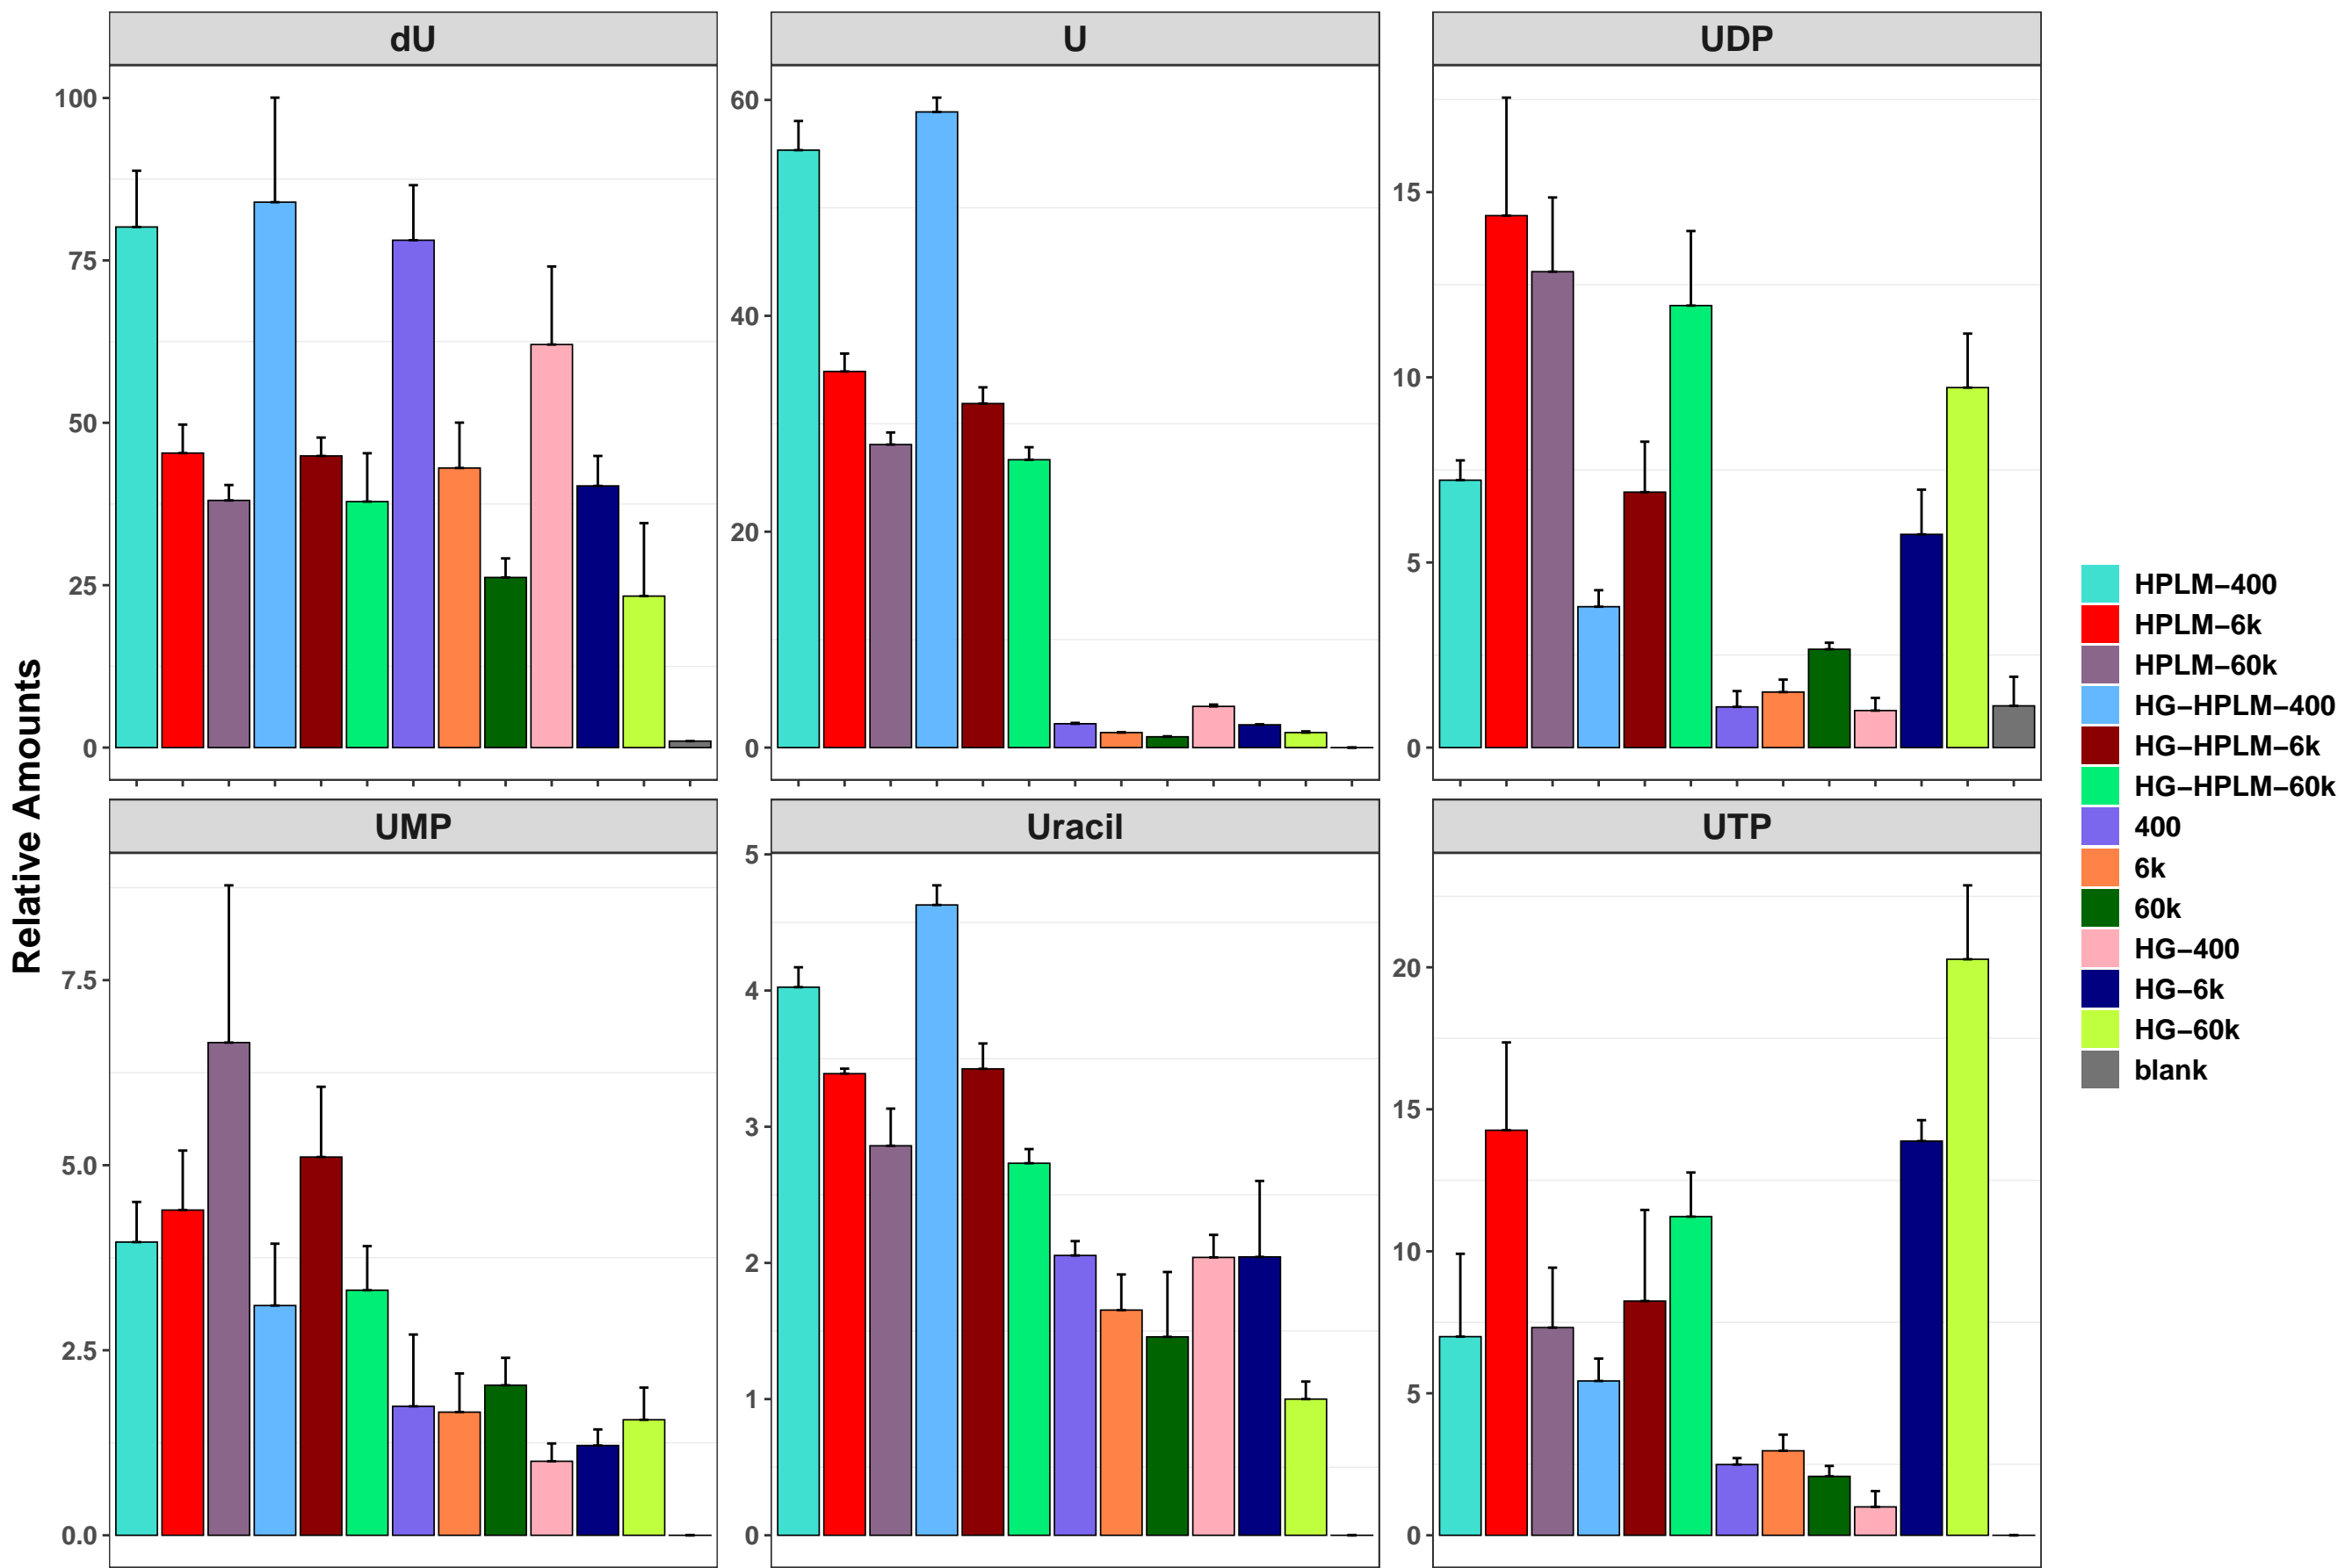 dU
U
UDP
100
75
50
25
0
60
40
20
0
15
10
5
0
UMP
Uracil
UTP
7.5
5.0
2.5
0.0
5
4
3
2
1
0
20
15
10
5
0
Relative Amounts
HPLM−400
HPLM−6k
HPLM−60k
HG−HPLM−400
HG−HPLM−6k
HG−HPLM−60k
400
6k
60k
HG−400
HG−6k
HG−60k
blank